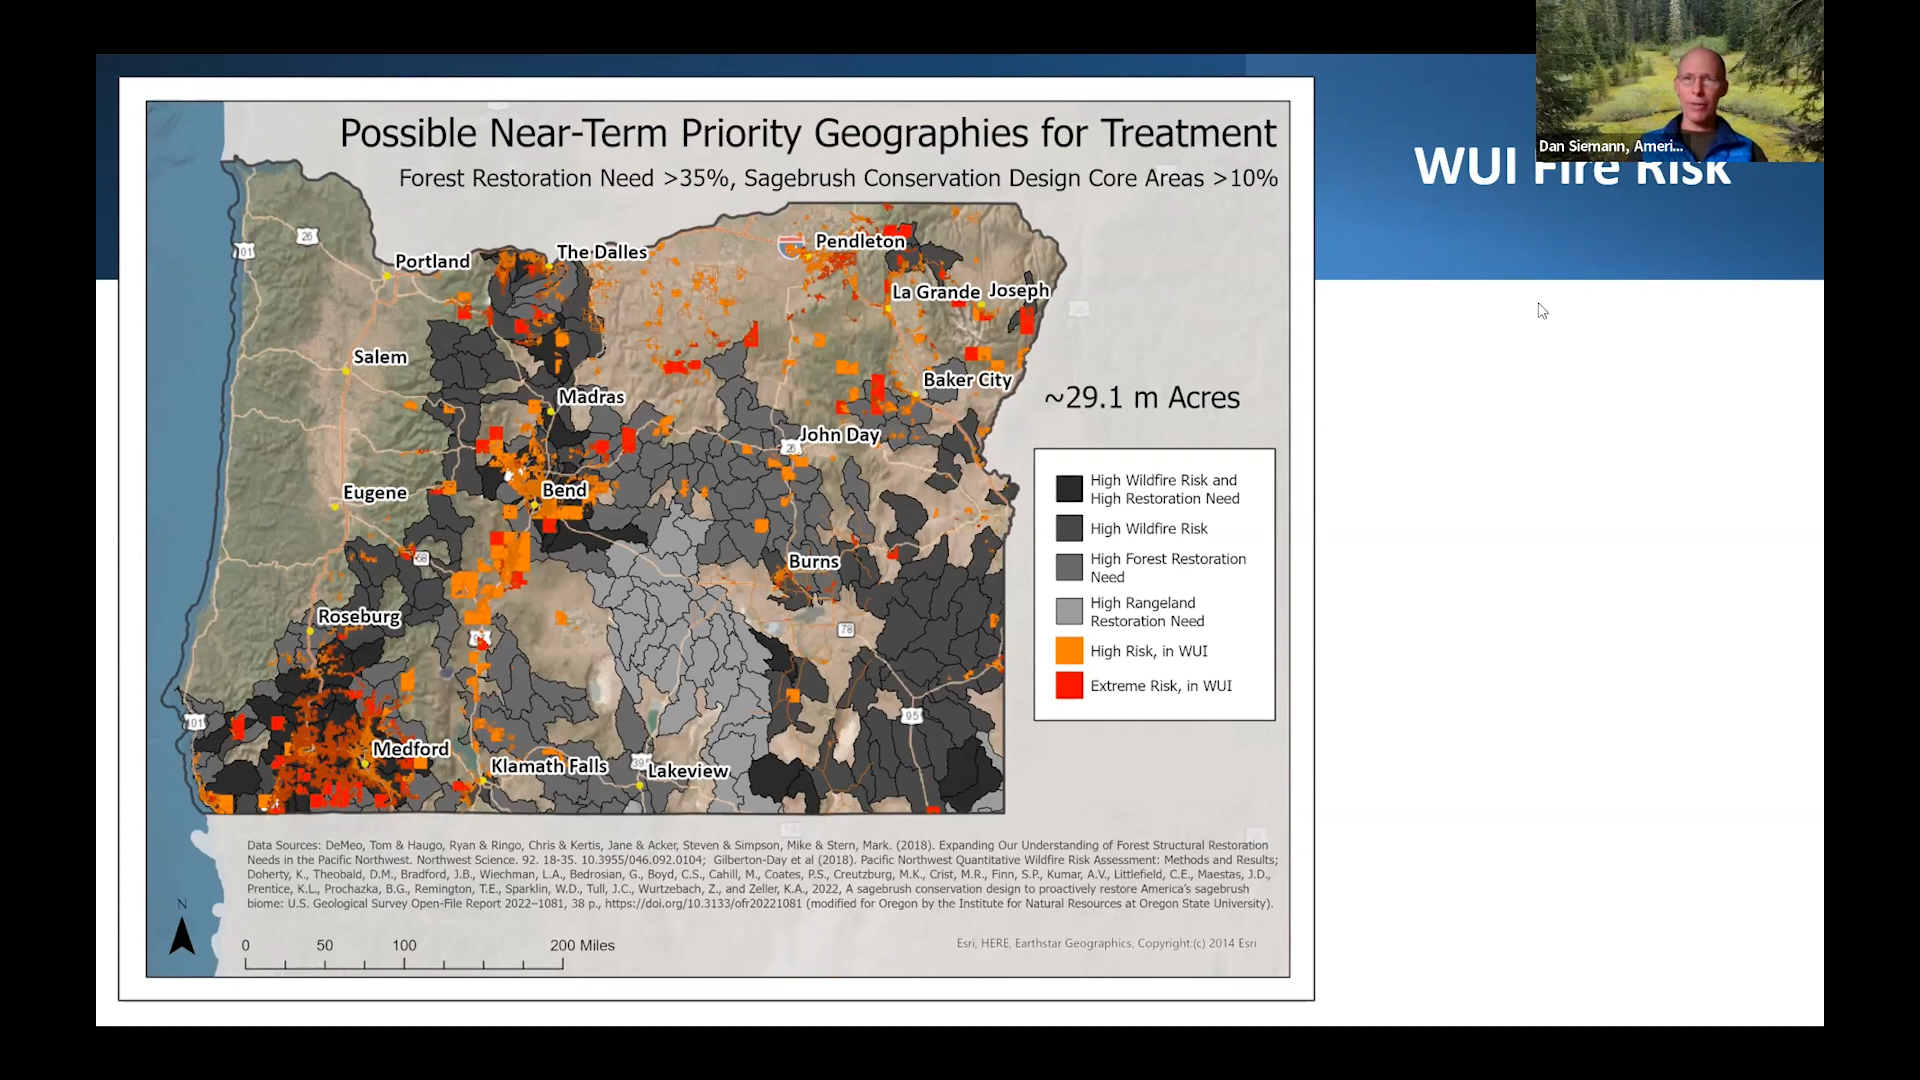 Possible Near-Term Priority Geographies for Treatment
Forest Restoration Need >35%, Sagebrush Conservation Design Core Areas >10%
WUI Fire Risk
Dan Siemann, Ameri...
Portland
The Dalles
Pendleton
La Grande
Joseph
Salem
Madras
Baker City
John Day
Eugene
Bend
Burns
Roseburg
Medford
Klamath Falls
Lakeview
101
26
26
58
78
95
101
~29.1 m Acres
High Wildfire Risk and
High Restoration Need
High Wildfire Risk
High Forest Restoration
Need
High Rangeland
Restoration Need
High Risk, in WUI
Extreme Risk, in WUI
Data Sources: DeMeo, Tom & Haugo, Ryan & Ringo, Chris & Kertis, Jane & Acker, Steven & Simpson, Mike & Stern, Mark. (2018). Expanding Our Understanding of Forest Structural Restoration
Needs in the Pacific Northwest. Northwest Science. 92. 18-35. 10.3955/046.092.0104; Gilberton-Day et al (2018). Pacific Northwest Quantitative Wildfire Risk Assessment: Methods and Results;
Doherty, K., Theobald, D.M., Bradford, J.B., Wiechman, L.A., Bedrosian, G., Boyd, C.S., Cahill, M., Coates, P.S., Creutzburg, M.K., Crist, M.R., Finn, S.P., Kumar, A.V., Littlefield, C.E., Maestas, J.D.,
Prentice, K.L., Prochazka, B.G., Remington, T.E., Sparklin, W.D., Tull, J.C., Wurtzebach, Z., and Zeller, K.A., 2022, A sagebrush conservation design to proactively restore America's sagebrush
biome: U.S. Geological Survey Open-File Report 2022–1081, 38 p., https://doi.org/10.3133/ofr20221081 (modified for Oregon by the Institute for Natural Resources at Oregon State University).
N
0 50 100 200 Miles
Esri, HERE, Earthstar Geographics, Copyright:(c) 2014 Esri